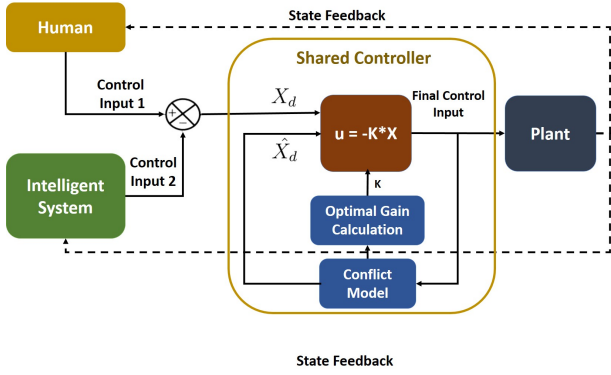 State Feedback
Human
Shared Controller
Control
Input 1
X_d
Final Control
Input
+
−
u = -K*X
Plant
Control
Input 2
X̂_d
Intelligent
System
K
Optimal Gain
Calculation
Conflict
Model
State Feedback